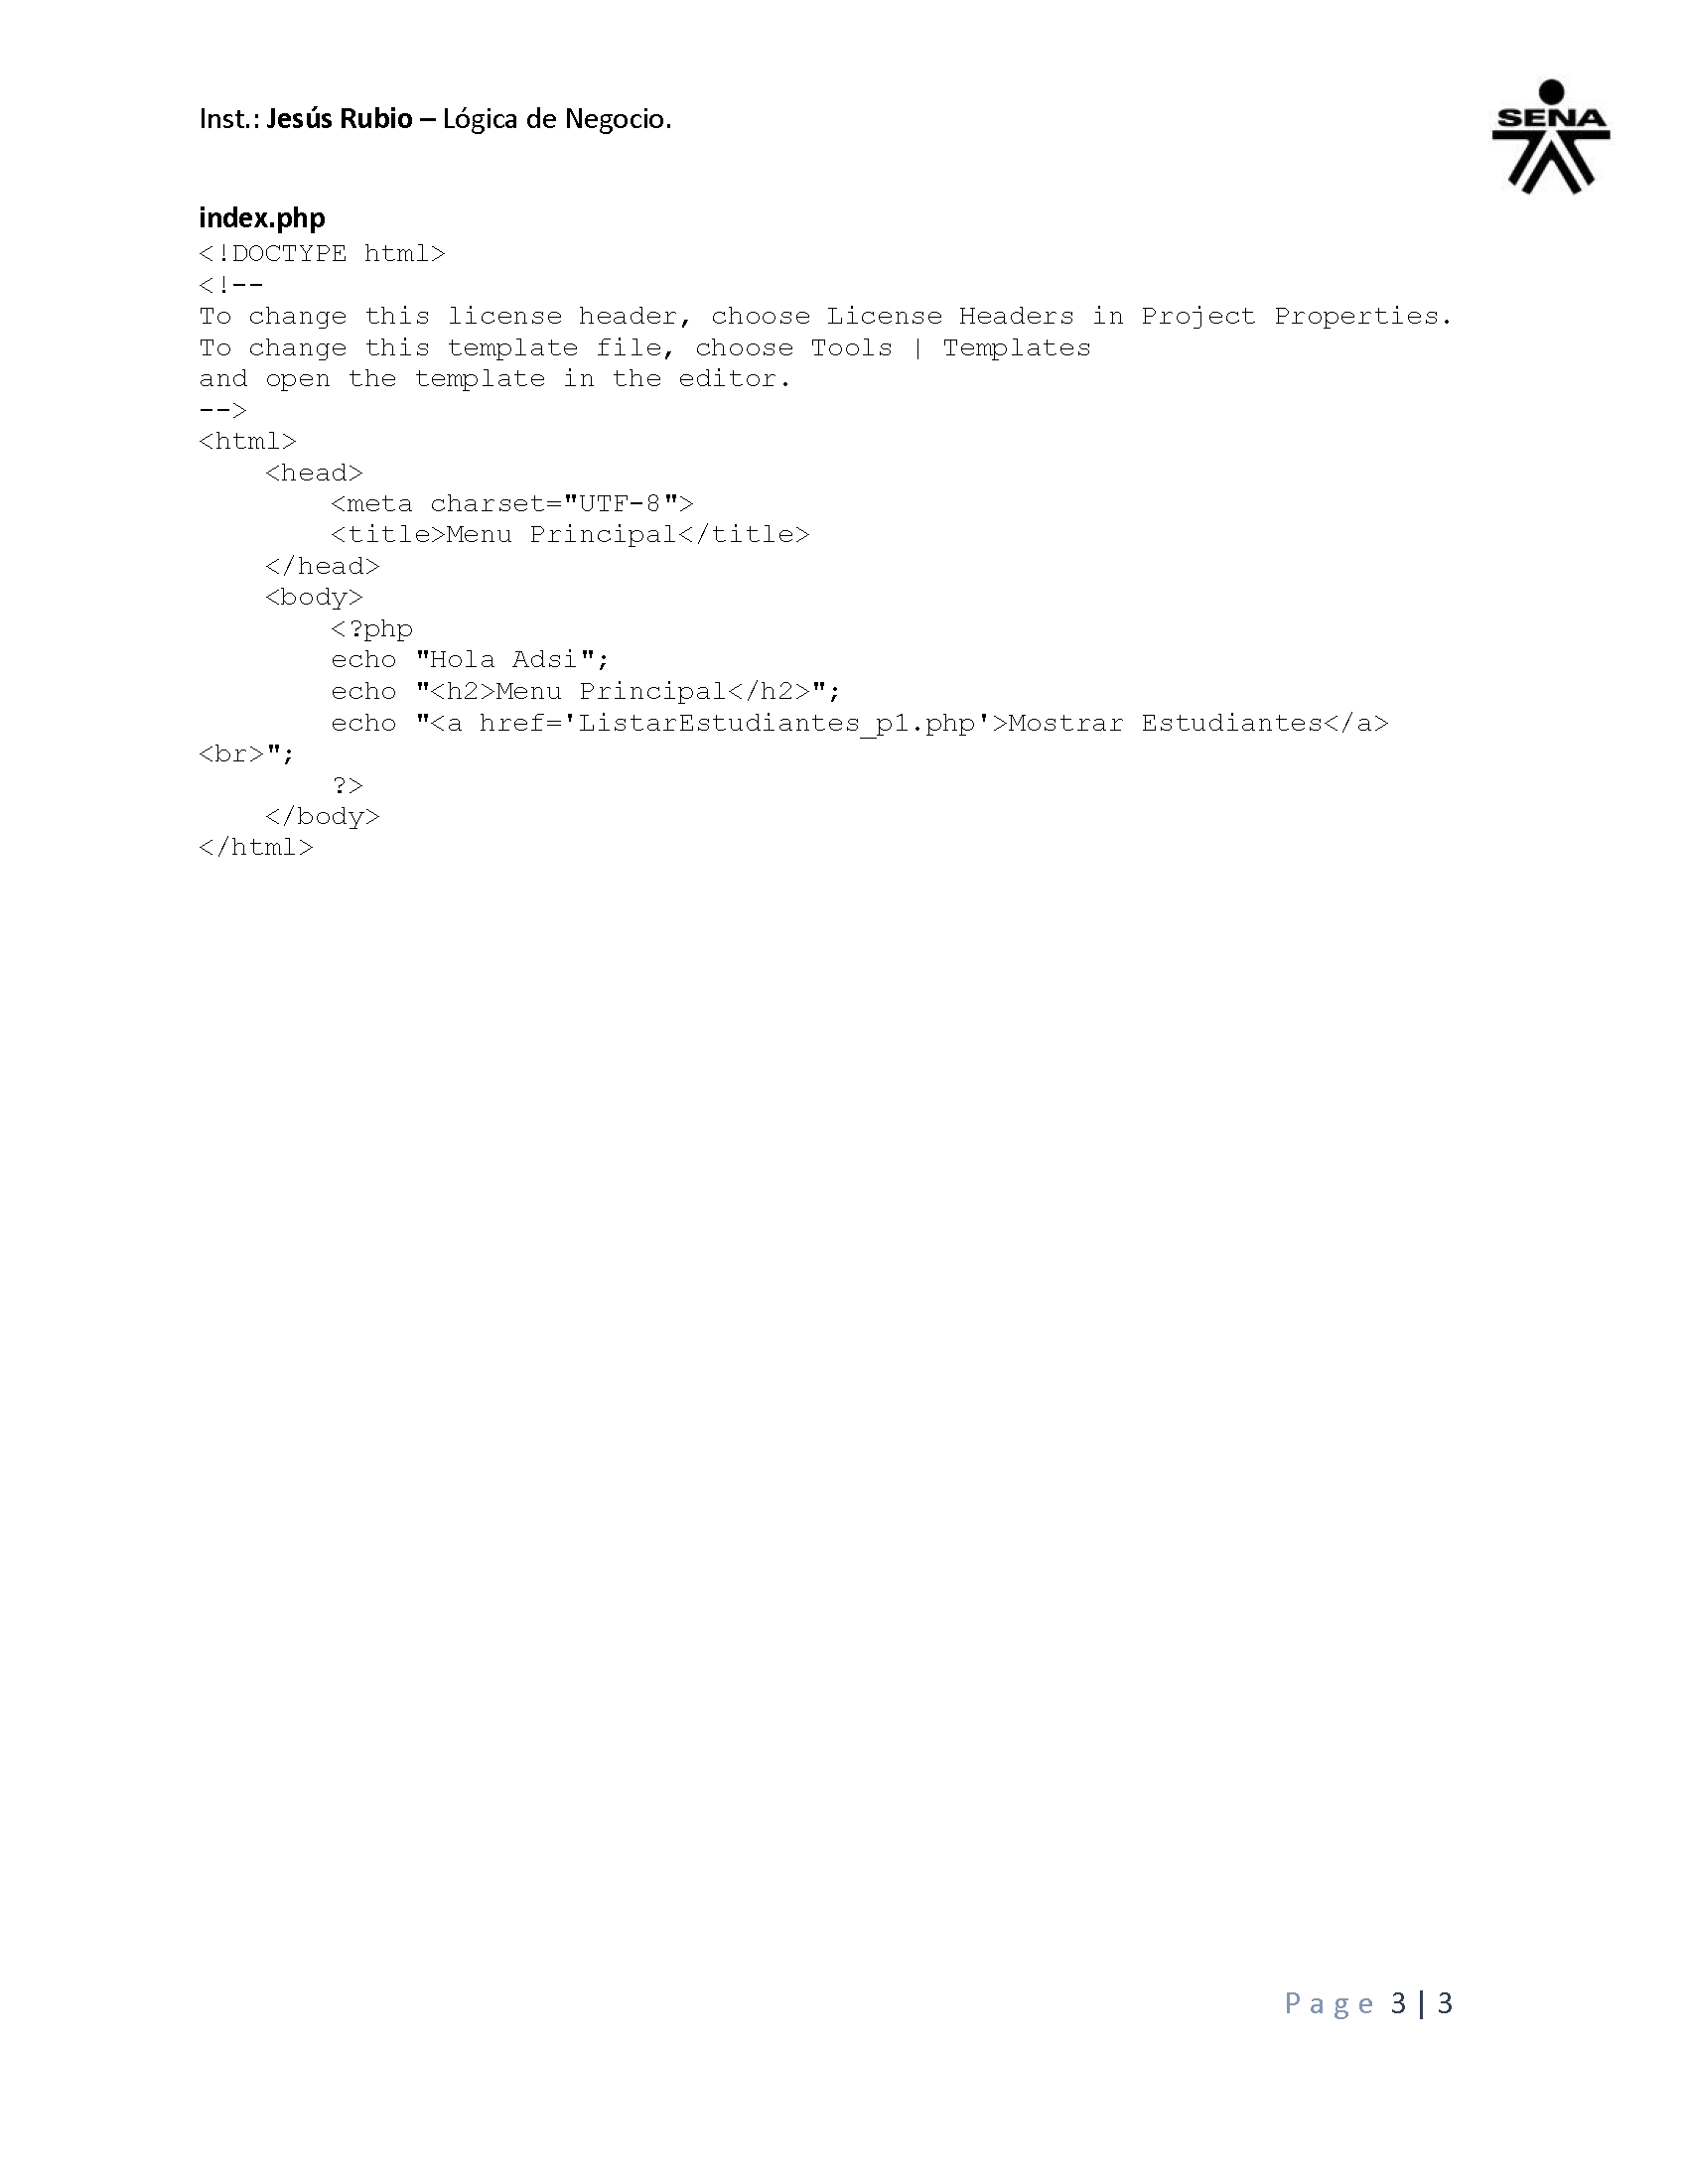 Inst.: Jesús Rubio – Lógica de Negocio.
SENA
index.php
<!DOCTYPE html>
<!--
To change this license header, choose License Headers in Project Properties.
To change this template file, choose Tools | Templates
and open the template in the editor.
-->
<html>
    <head>
        <meta charset="UTF-8">
        <title>Menu Principal</title>
    </head>
    <body>
        <?php
        echo "Hola Adsi";
        echo "<h2>Menu Principal</h2>";
        echo "<a href='ListarEstudiantes_p1.php'>Mostrar Estudiantes</a>
<br>";
        ?>
    </body>
</html>
Page 3 | 3